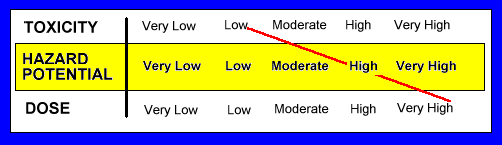 TOXICITY Very Low Low Moderate High Very High
HAZARD POTENTIAL Very Low Low Moderate High Very High
DOSE Very Low Low Moderate High Very High